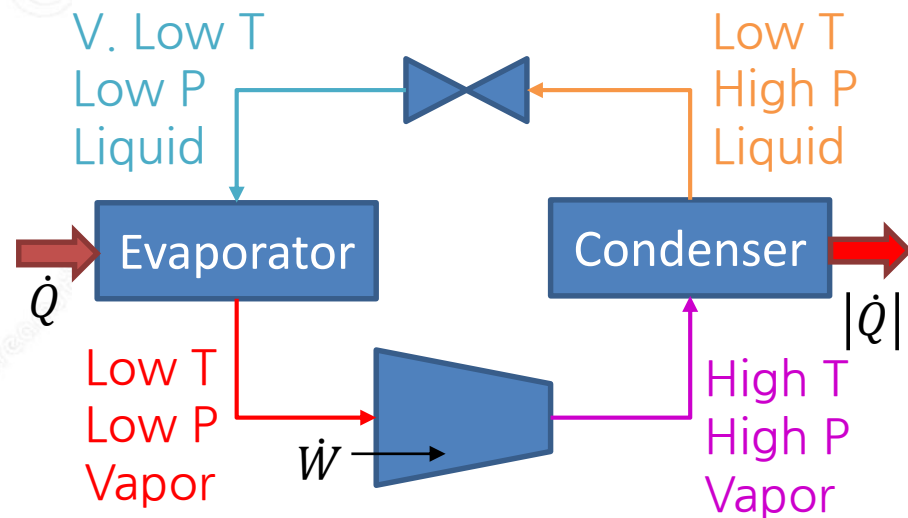 V. Low T
Low P
Liquid
Low T
High P
Liquid
Evaporator
Condenser
Q̇
|Q̇|
Low T
Low P
Vapor
Ẇ
High T
High P
Vapor